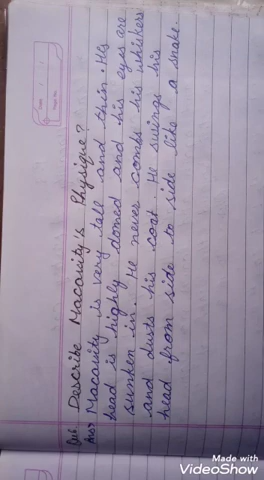 Q.6 Describe Macavity's Physique?
Ans Macavity is very tall and thin. His
head is highly domed and his eyes are
sunken in. He never combs his whiskers
and dusts his coat. He swings his
head from side to side like a snake.
Made with
VideoShow